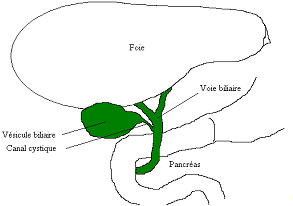 Foie
Voie biliaire
Vésicule biliaire
Canal cystique
Pancréas